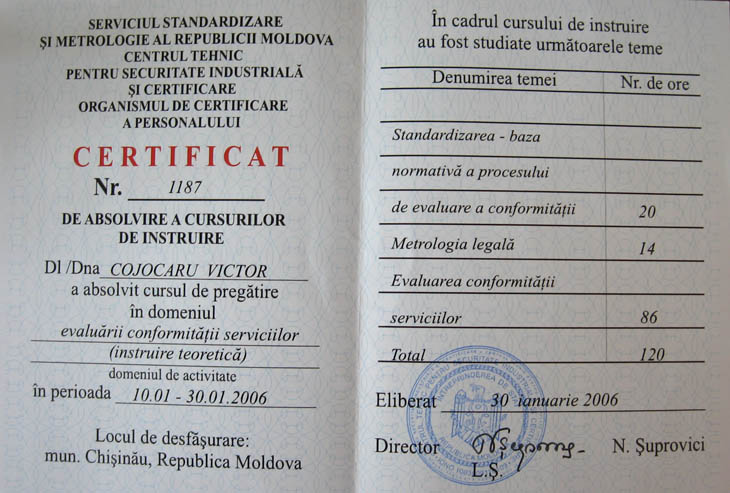 SERVICIUL STANDARDIZARE
ŞI METROLOGIE AL REPUBLICII MOLDOVA
CENTRUL TEHNIC
PENTRU SECURITATE INDUSTRIALĂ
ŞI CERTIFICARE
ORGANISMUL DE CERTIFICARE
A PERSONALULUI
CERTIFICAT
Nr. 1187
DE ABSOLVIRE A CURSURILOR
DE INSTRUIRE
Dl /Dna COJOCARU VICTOR
a absolvit cursul de pregătire
în domeniul
evaluării conformităţii serviciilor
(instruire teoretică)
domeniul de activitate
în perioada 10.01 - 30.01.2006
Locul de desfăşurare:
mun. Chişinău, Republica Moldova
În cadrul cursului de instruire
au fost studiate următoarele teme
Denumirea temei Nr. de ore
Standardizarea - baza
normativă a procesului
de evaluare a conformităţii 20
Metrologia legală 14
Evaluarea conformităţii
serviciilor 86
Total 120
Eliberat 30 ianuarie 2006
Director N. Şuprovici
L.Ş.